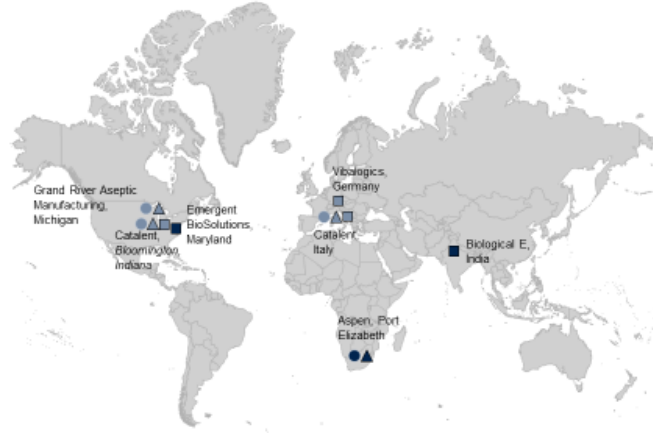 Grand River Aseptic
Manufacturing,
Michigan
Emergent
BioSolutions,
Maryland
Catalent,
Bloomington,
Indiana
Vibalogics,
Germany
Catalent,
Italy
Biological E,
India
Aspen, Port
Elizabeth